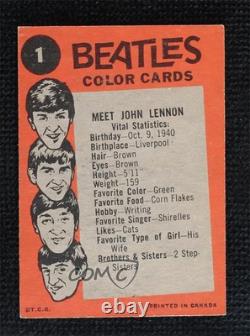 1
BEATLES
COLOR CARDS
MEET JOHN LENNON
Vital Statistics:
Birthday—Oct. 9, 1940
Birthplace—Liverpool
Hair—Brown
Eyes—Brown
Height—5'11"
Weight—159
Favorite Color—Green
Favorite Food—Corn Flakes
Hobby—Writing
Favorite Singer—Shirelles
Likes—Cats
Favorite Type of Girl—His
Wife
Brothers & Sisters—2 Step-
Sisters
©T.C.G.
PRINTED IN CANADA